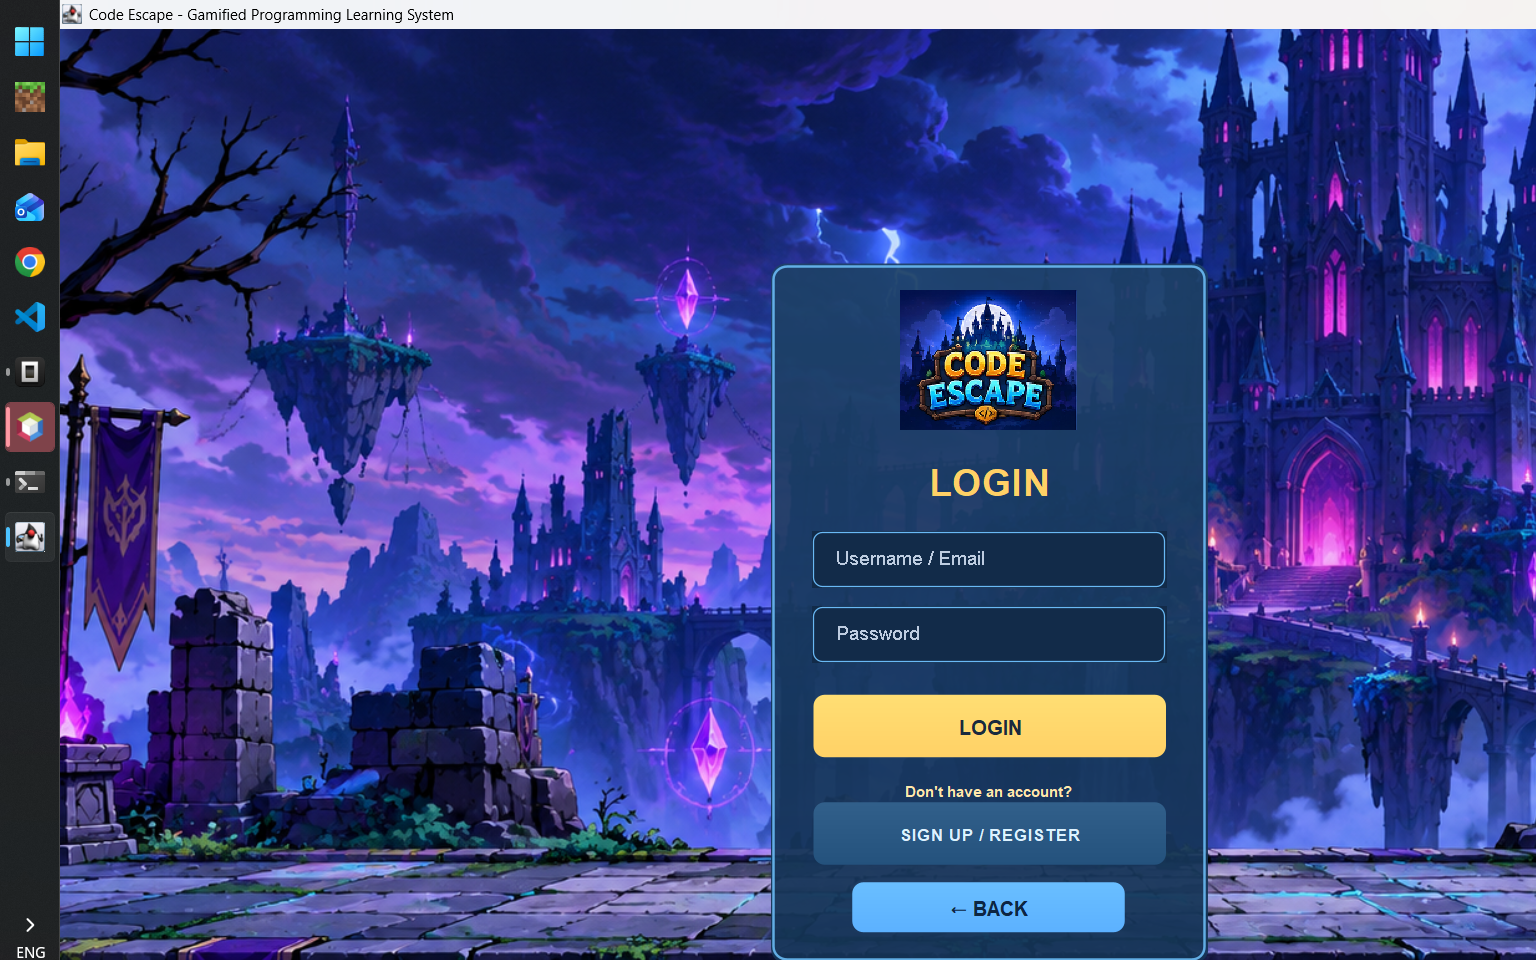 Code Escape - Gamified Programming Learning System
CODE
ESCAPE
</>
LOGIN
Username / Email
Password
LOGIN
Don't have an account?
SIGN UP / REGISTER
← BACK
ENG